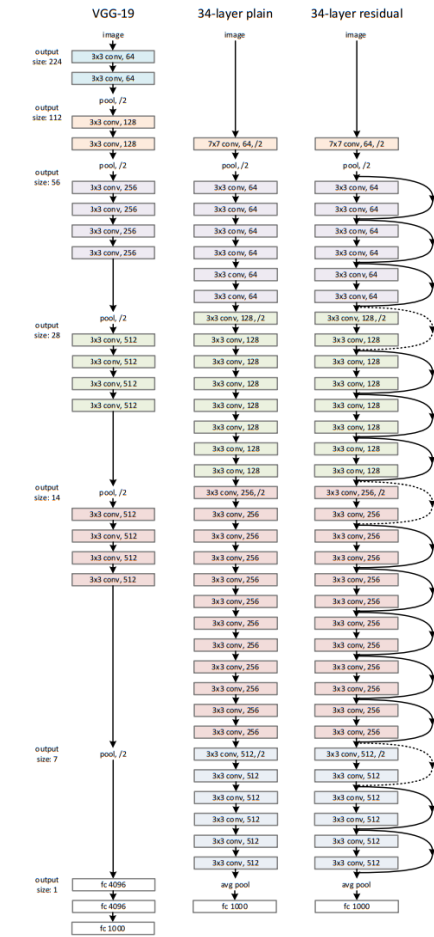 VGG-19
image
output
size: 224
3x3 conv, 64
3x3 conv, 64
pool, /2
output
size: 112
3x3 conv, 128
3x3 conv, 128
pool, /2
output
size: 56
3x3 conv, 256
3x3 conv, 256
3x3 conv, 256
3x3 conv, 256
pool, /2
output
size: 28
3x3 conv, 512
3x3 conv, 512
3x3 conv, 512
3x3 conv, 512
pool, /2
output
size: 14
3x3 conv, 512
3x3 conv, 512
3x3 conv, 512
3x3 conv, 512
output
size: 7
pool, /2
output
size: 1
fc 4096
fc 4096
fc 1000
34-layer plain
image
7x7 conv, 64, /2
pool, /2
3x3 conv, 64
3x3 conv, 64
3x3 conv, 64
3x3 conv, 64
3x3 conv, 64
3x3 conv, 64
3x3 conv, 128, /2
3x3 conv, 128
3x3 conv, 128
3x3 conv, 128
3x3 conv, 128
3x3 conv, 128
3x3 conv, 128
3x3 conv, 128
3x3 conv, 256, /2
3x3 conv, 256
3x3 conv, 256
3x3 conv, 256
3x3 conv, 256
3x3 conv, 256
3x3 conv, 256
3x3 conv, 256
3x3 conv, 256
3x3 conv, 256
3x3 conv, 256
3x3 conv, 256
3x3 conv, 512, /2
3x3 conv, 512
3x3 conv, 512
3x3 conv, 512
3x3 conv, 512
3x3 conv, 512
avg pool
fc 1000
34-layer residual
image
7x7 conv, 64, /2
pool, /2
3x3 conv, 64
3x3 conv, 64
3x3 conv, 64
3x3 conv, 64
3x3 conv, 64
3x3 conv, 64
3x3 conv, 128, /2
3x3 conv, 128
3x3 conv, 128
3x3 conv, 128
3x3 conv, 128
3x3 conv, 128
3x3 conv, 128
3x3 conv, 128
3x3 conv, 256, /2
3x3 conv, 256
3x3 conv, 256
3x3 conv, 256
3x3 conv, 256
3x3 conv, 256
3x3 conv, 256
3x3 conv, 256
3x3 conv, 256
3x3 conv, 256
3x3 conv, 256
3x3 conv, 256
3x3 conv, 512, /2
3x3 conv, 512
3x3 conv, 512
3x3 conv, 512
3x3 conv, 512
3x3 conv, 512
avg pool
fc 1000